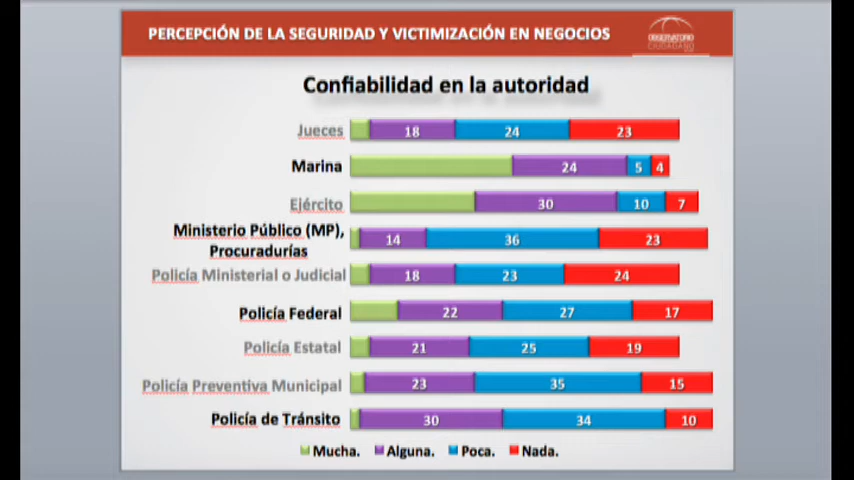 PERCEPCIÓN DE LA SEGURIDAD Y VICTIMIZACIÓN EN NEGOCIOS
OBSERVATORIO
CIUDADANO
Confiabilidad en la autoridad
Jueces 18 24 23
Marina 24 5 4
Ejército 30 10 7
Ministerio Público (MP),
Procuradurías 14 36 23
Policía Ministerial o Judicial 18 23 24
Policía Federal 22 27 17
Policía Estatal 21 25 19
Policía Preventiva Municipal 23 35 15
Policía de Tránsito 30 34 10
Mucha. Alguna. Poca. Nada.